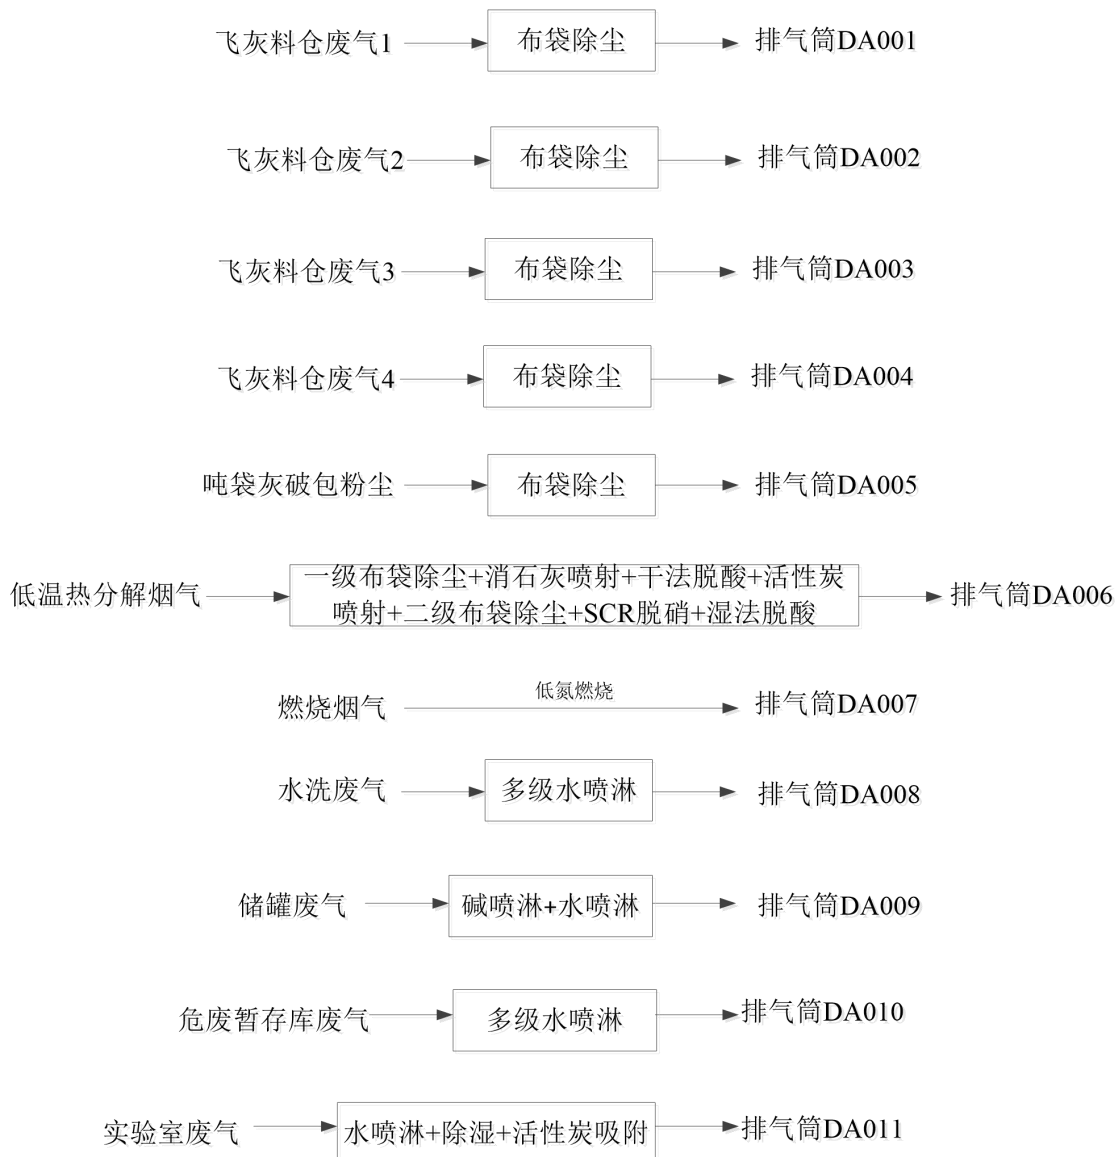 飞灰料仓废气1 布袋除尘 排气筒DA001
飞灰料仓废气2 布袋除尘 排气筒DA002
飞灰料仓废气3 布袋除尘 排气筒DA003
飞灰料仓废气4 布袋除尘 排气筒DA004
吨袋灰破包粉尘 布袋除尘 排气筒DA005
低温热分解烟气
一级布袋除尘+消石灰喷射+干法脱酸+活性炭
喷射+二级布袋除尘+SCR脱硝+湿法脱酸
排气筒DA006
燃烧烟气 低氮燃烧 排气筒DA007
水洗废气 多级水喷淋 排气筒DA008
储罐废气 碱喷淋+水喷淋 排气筒DA009
危废暂存库废气 多级水喷淋 排气筒DA010
实验室废气 水喷淋+除湿+活性炭吸附 排气筒DA011